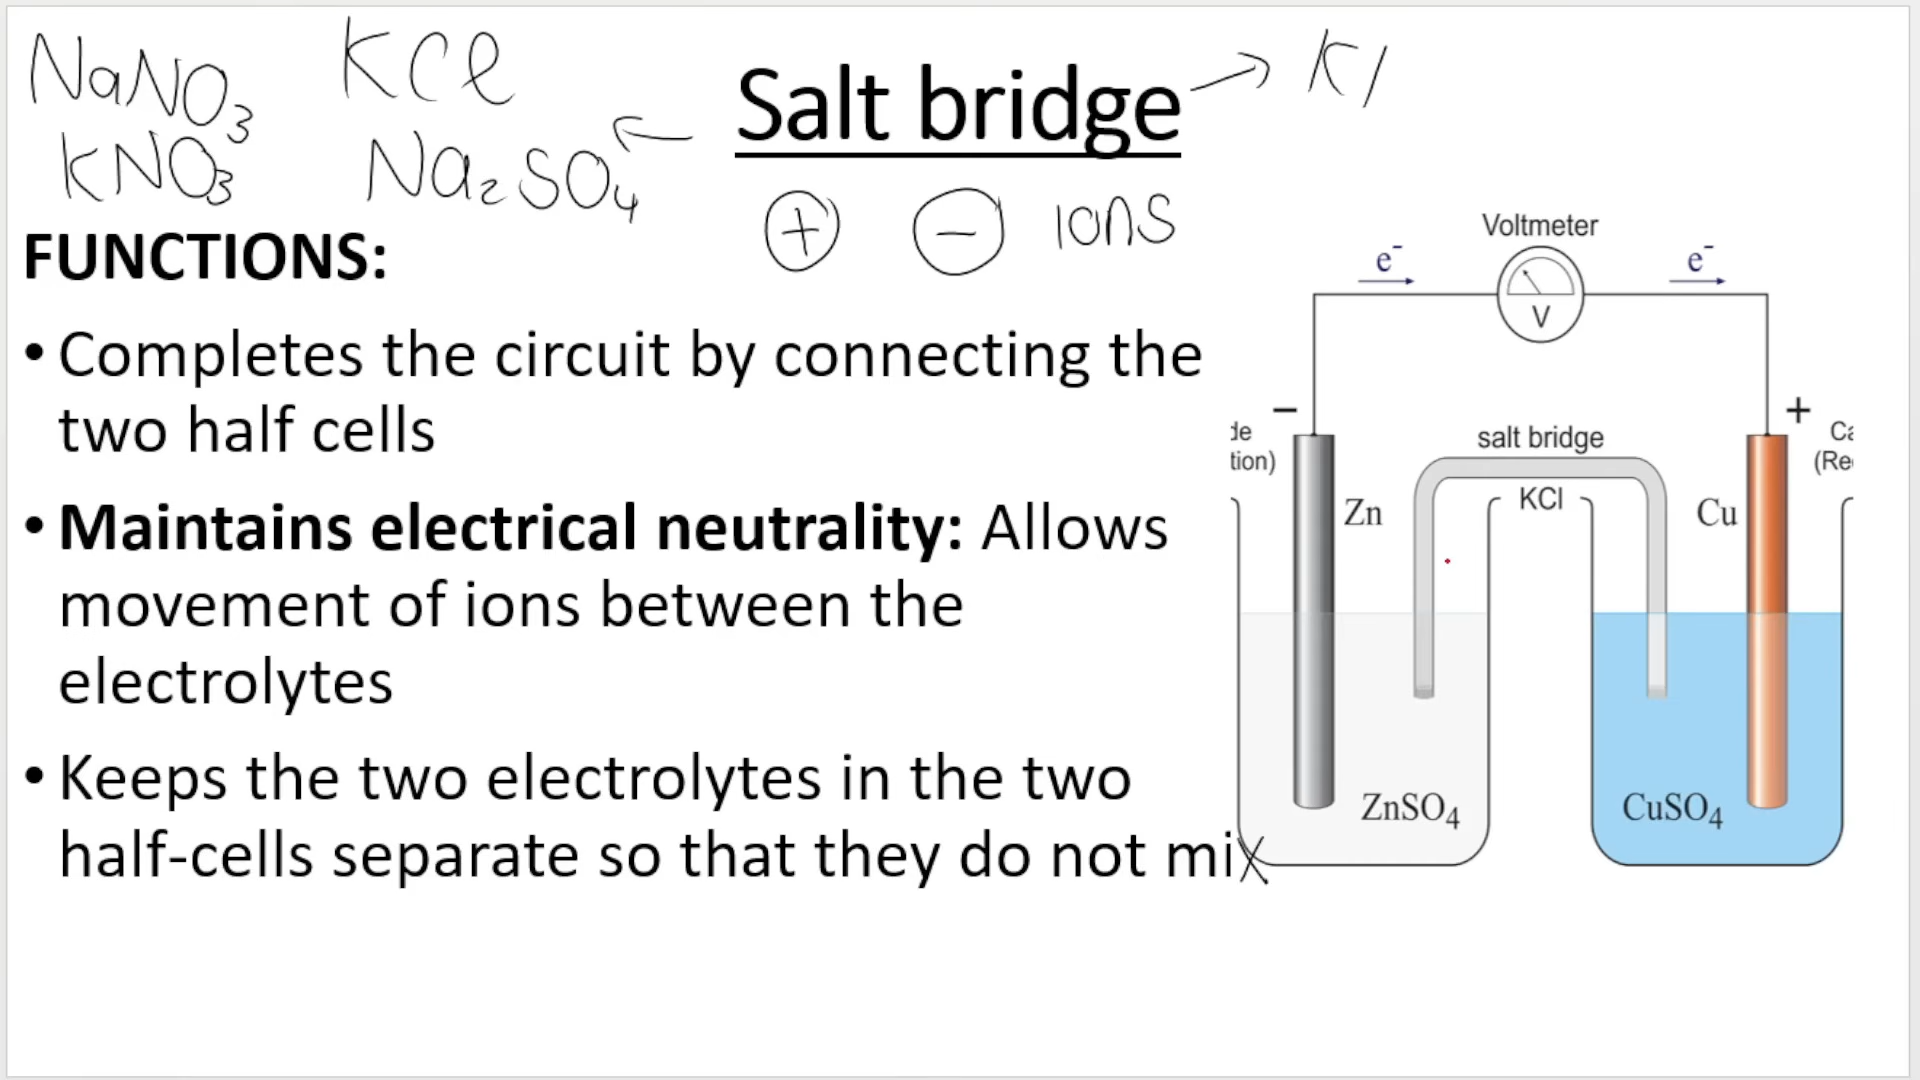 NaNO3
KCl
Salt bridge
KNO3
Na2SO4
+ − ions
FUNCTIONS:
• Completes the circuit by connecting the
two half cells
• Maintains electrical neutrality: Allows
movement of ions between the
electrolytes
• Keeps the two electrolytes in the two
half-cells separate so that they do not mix
Voltmeter
e⁻ e⁻
V
− +
salt bridge
KCl
Zn Cu
ZnSO4 CuSO4